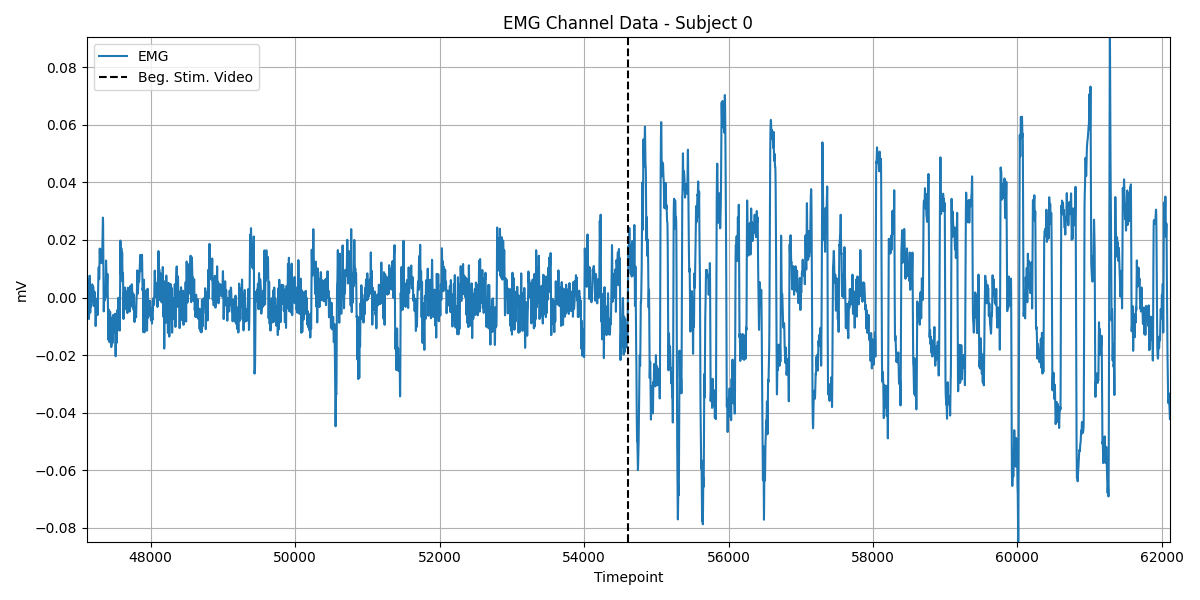 EMG Channel Data - Subject 0
EMG
Beg. Stim. Video
mV
0.08
0.06
0.04
0.02
0.00
−0.02
−0.04
−0.06
−0.08
48000 50000 52000 54000 56000 58000 60000 62000
Timepoint